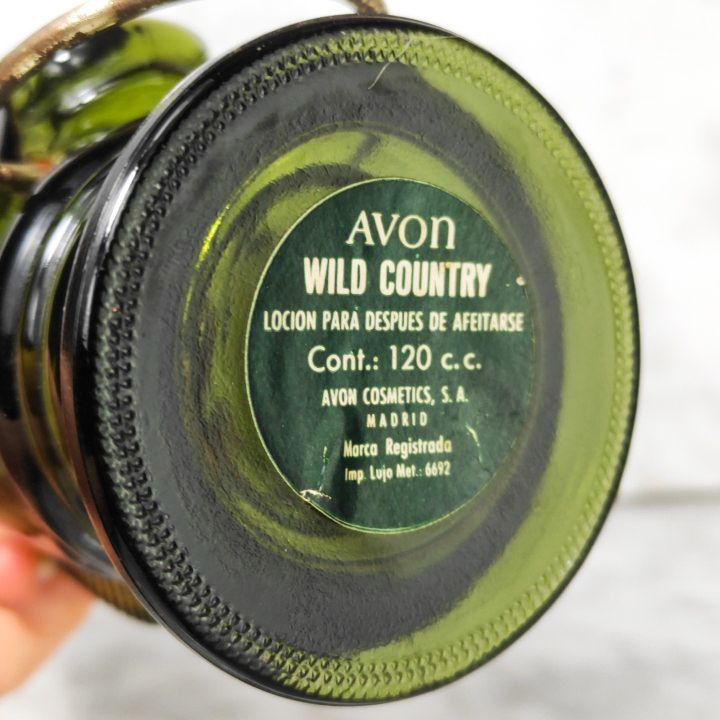 AVON
WILD COUNTRY
LOCION PARA DESPUES DE AFEITARSE
Cont.: 120 c.c.
AVON COSMETICS, S. A.
MADRID
Marca Registrada
Imp. Lujo Met.: 6692